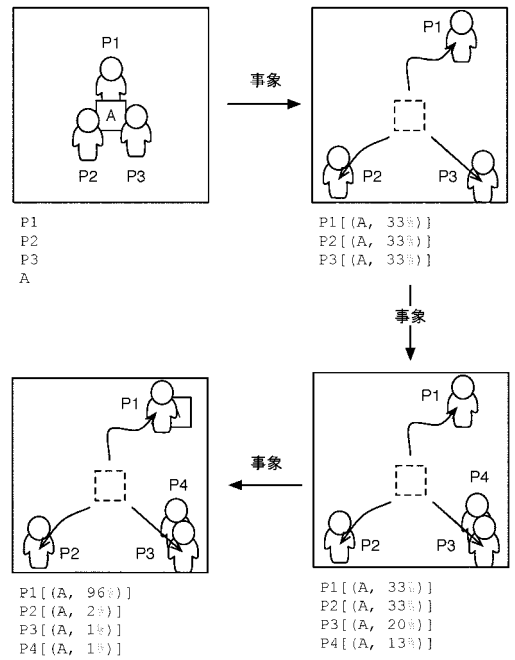 P1
A
P2 P3
P1
P2
P3
A
事象
P1
P2 P3
P1[(A, 33%)]
P2[(A, 33%)]
P3[(A, 33%)]
事象
P1
P4
P2 P3
P1[(A, 33%)]
P2[(A, 33%)]
P3[(A, 20%)]
P4[(A, 13%)]
事象
P1
P4
P2 P3
P1[(A, 96%)]
P2[(A, 2%)]
P3[(A, 1%)]
P4[(A, 1%)]